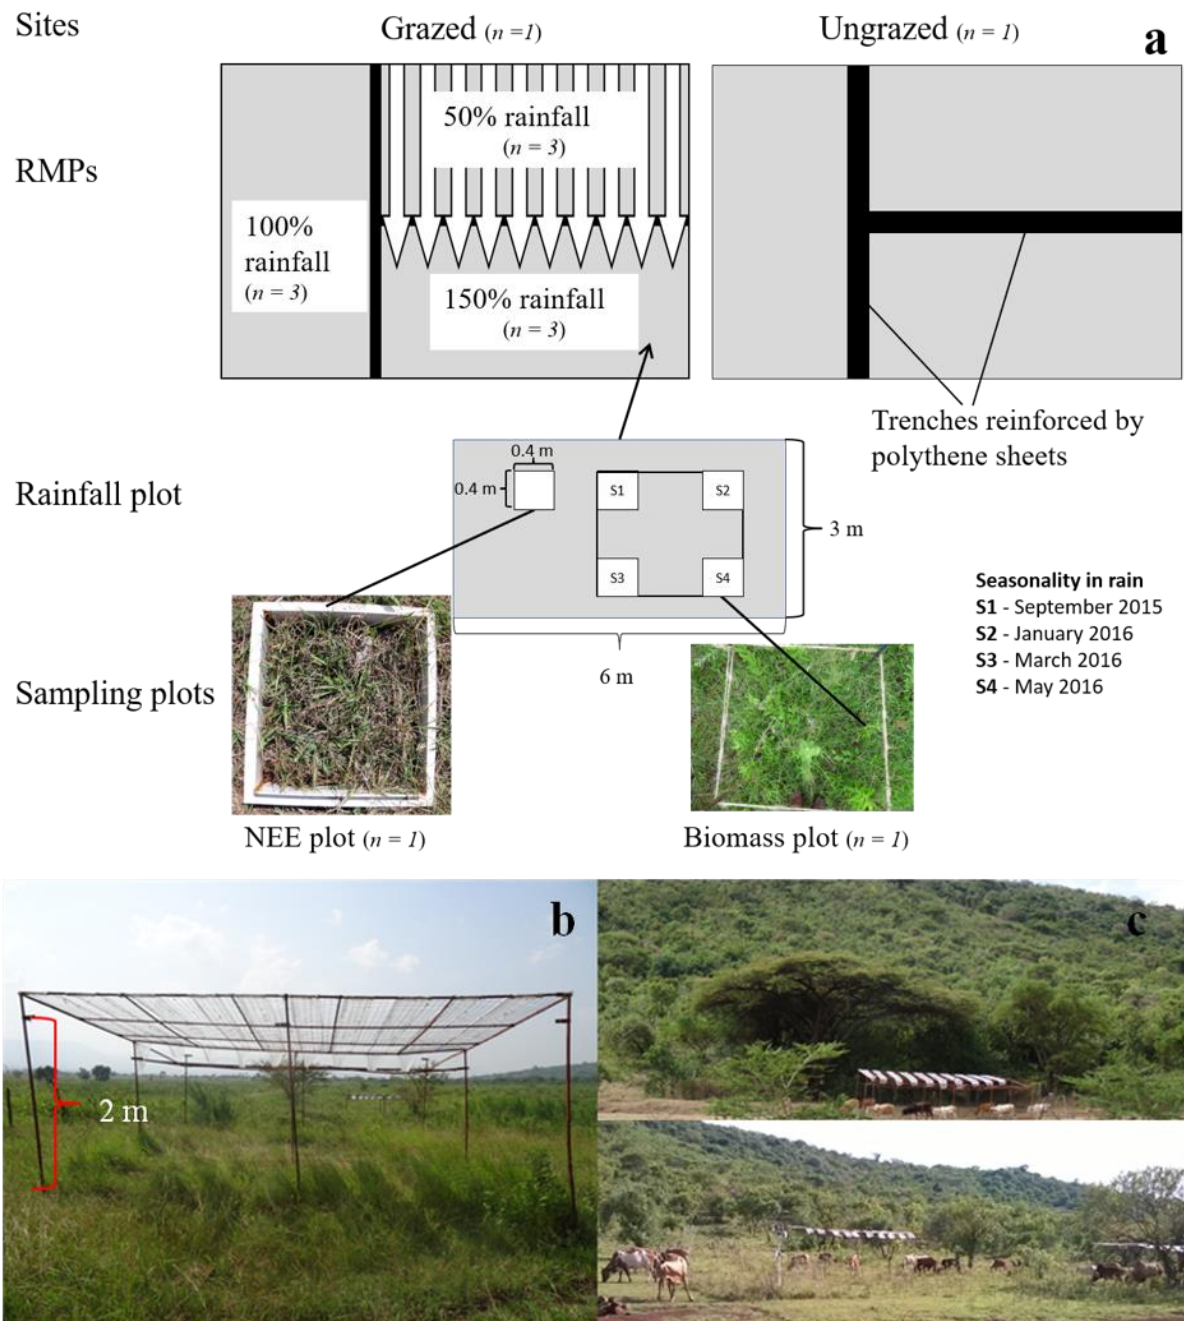 Sites
Grazed (n =1)
Ungrazed (n = 1)
a
RMPs
50% rainfall
(n = 3)
100%
rainfall
(n = 3)
150% rainfall
(n = 3)
Trenches reinforced by
polythene sheets
Rainfall plot
0.4 m
0.4 m
S1
S2
S3
S4
3 m
6 m
Seasonality in rain
S1 - September 2015
S2 - January 2016
S3 - March 2016
S4 - May 2016
Sampling plots
NEE plot (n = 1)
Biomass plot (n = 1)
b
2 m
c